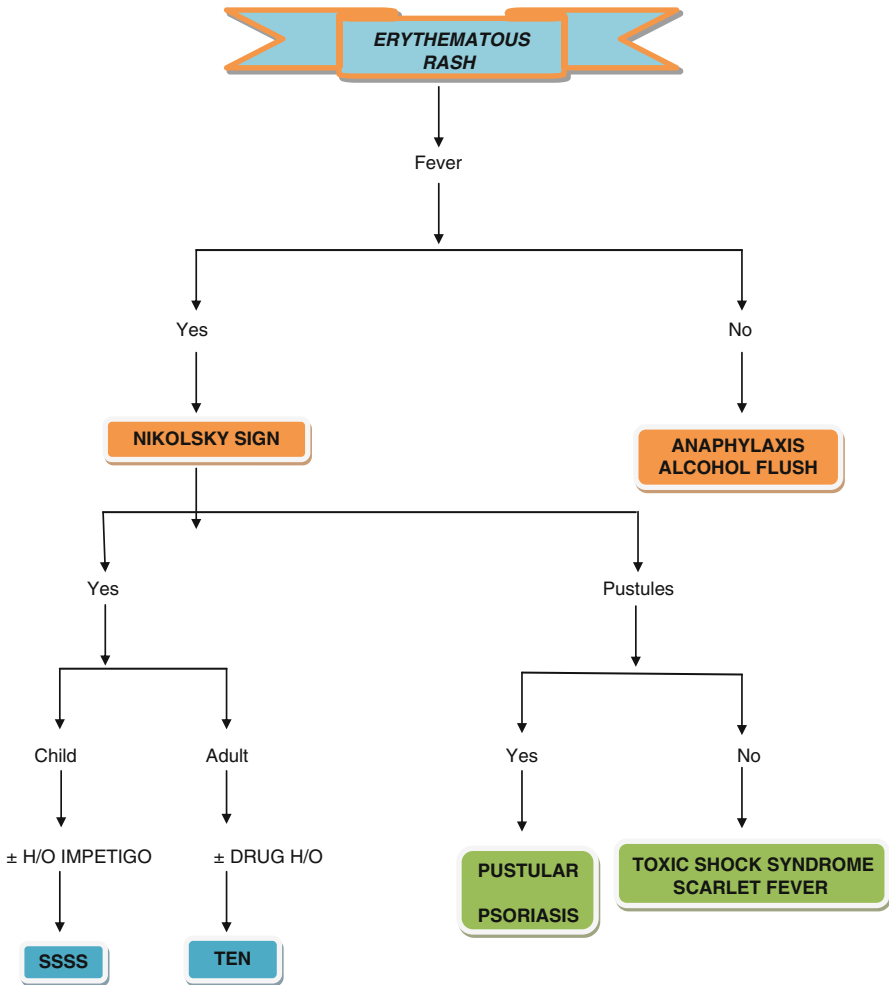 ERYTHEMATOUS
RASH
Fever
Yes
No
NIKOLSKY SIGN
ANAPHYLAXIS
ALCOHOL FLUSH
Yes
Pustules
Child
Adult
Yes
No
± H/O IMPETIGO
± DRUG H/O
PUSTULAR
PSORIASIS
TOXIC SHOCK SYNDROME
SCARLET FEVER
SSSS
TEN